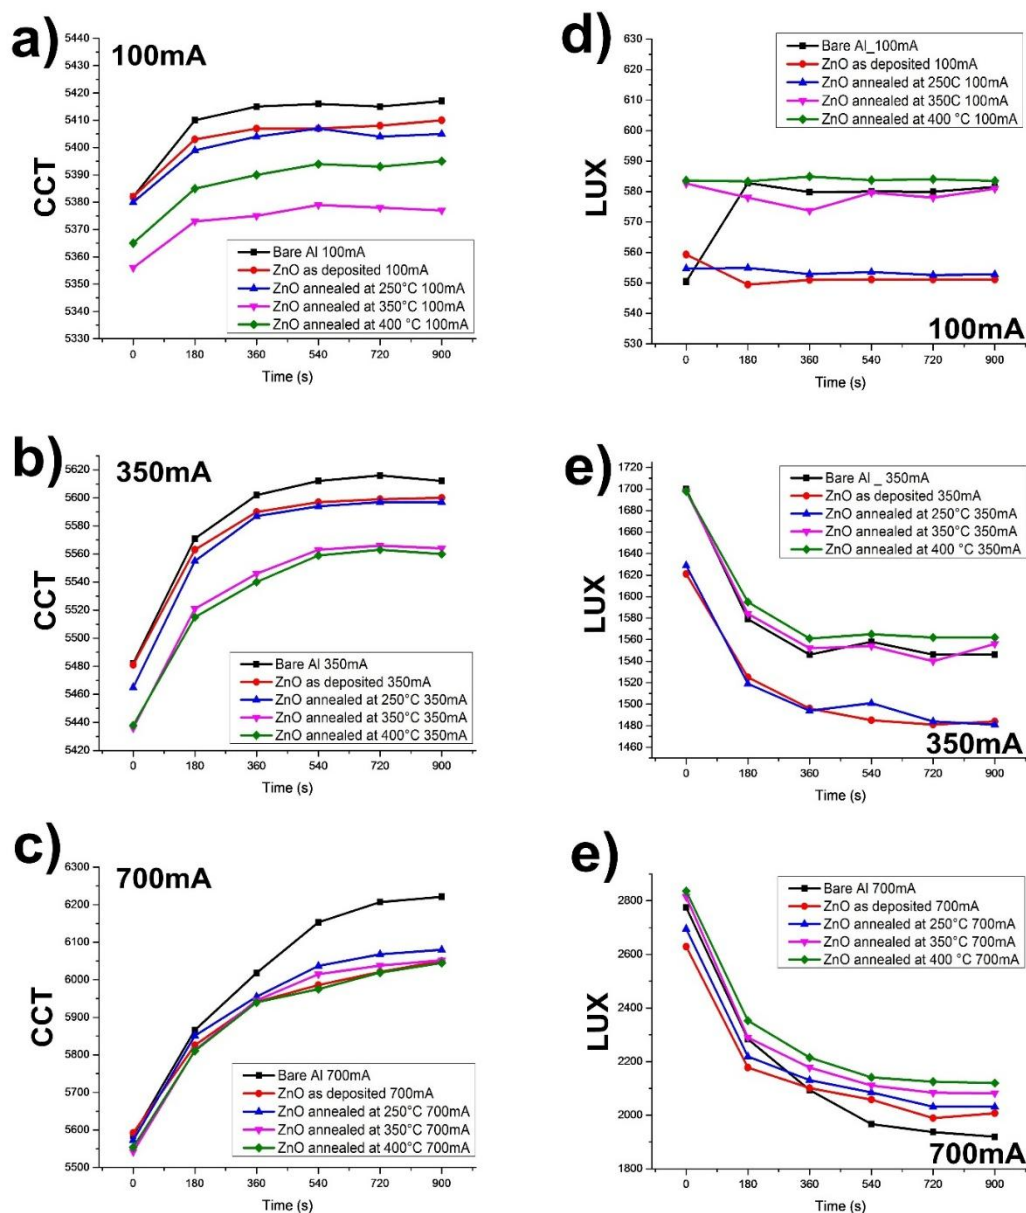 a)
100mA
CCT
5440
5430
5420
5410
5400
5390
5380
5370
5360
5350
5340
5330
Bare Al 100mA
ZnO as deposited 100mA
ZnO annealed at 250°C 100mA
ZnO annealed at 350°C 100mA
ZnO annealed at 400 °C 100mA
0 180 360 540 720 900
Time (s)
d)
LUX
630
620
610
600
590
580
570
560
550
540
530
Bare Al_100mA
ZnO as deposited 100mA
ZnO annealed at 250C 100mA
ZnO annealed at 350C 100mA
ZnO annealed at 400 °C 100mA
100mA
0 180 360 540 720 900
Time (s)
b)
350mA
CCT
5620
5600
5580
5560
5540
5520
5500
5480
5460
5440
5420
Bare Al 350mA
ZnO as deposited 350mA
ZnO annealed at 250°C 350mA
ZnO annealed at 350°C 350mA
ZnO annealed at 400°C 350mA
0 180 360 540 720 900
Time (s)
e)
LUX
1720
1700
1680
1660
1640
1620
1600
1580
1560
1540
1520
1500
1480
1460
Bare Al _ 350mA
ZnO as deposited 350mA
ZnO annealed at 250°C 350mA
ZnO annealed at 350°C 350mA
ZnO annealed at 400 °C 350mA
350mA
0 180 360 540 720 900
Time (s)
c)
700mA
CCT
6300
6200
6100
6000
5900
5800
5700
5600
5500
Bare Al 700mA
ZnO as deposited 700mA
ZnO annealed at 250°C 700mA
ZnO annealed at 350°C 700mA
ZnO annealed at 400°C 700mA
0 180 360 540 720 900
Time (s)
e)
LUX
2800
2600
2400
2200
2000
1800
Bare Al 700mA
ZnO as deposited 700mA
ZnO annealed at 250°C 700mA
ZnO annealed at 350°C 700mA
ZnO annealed at 400 °C 700mA
700mA
0 180 360 540 720 900
Time (s)